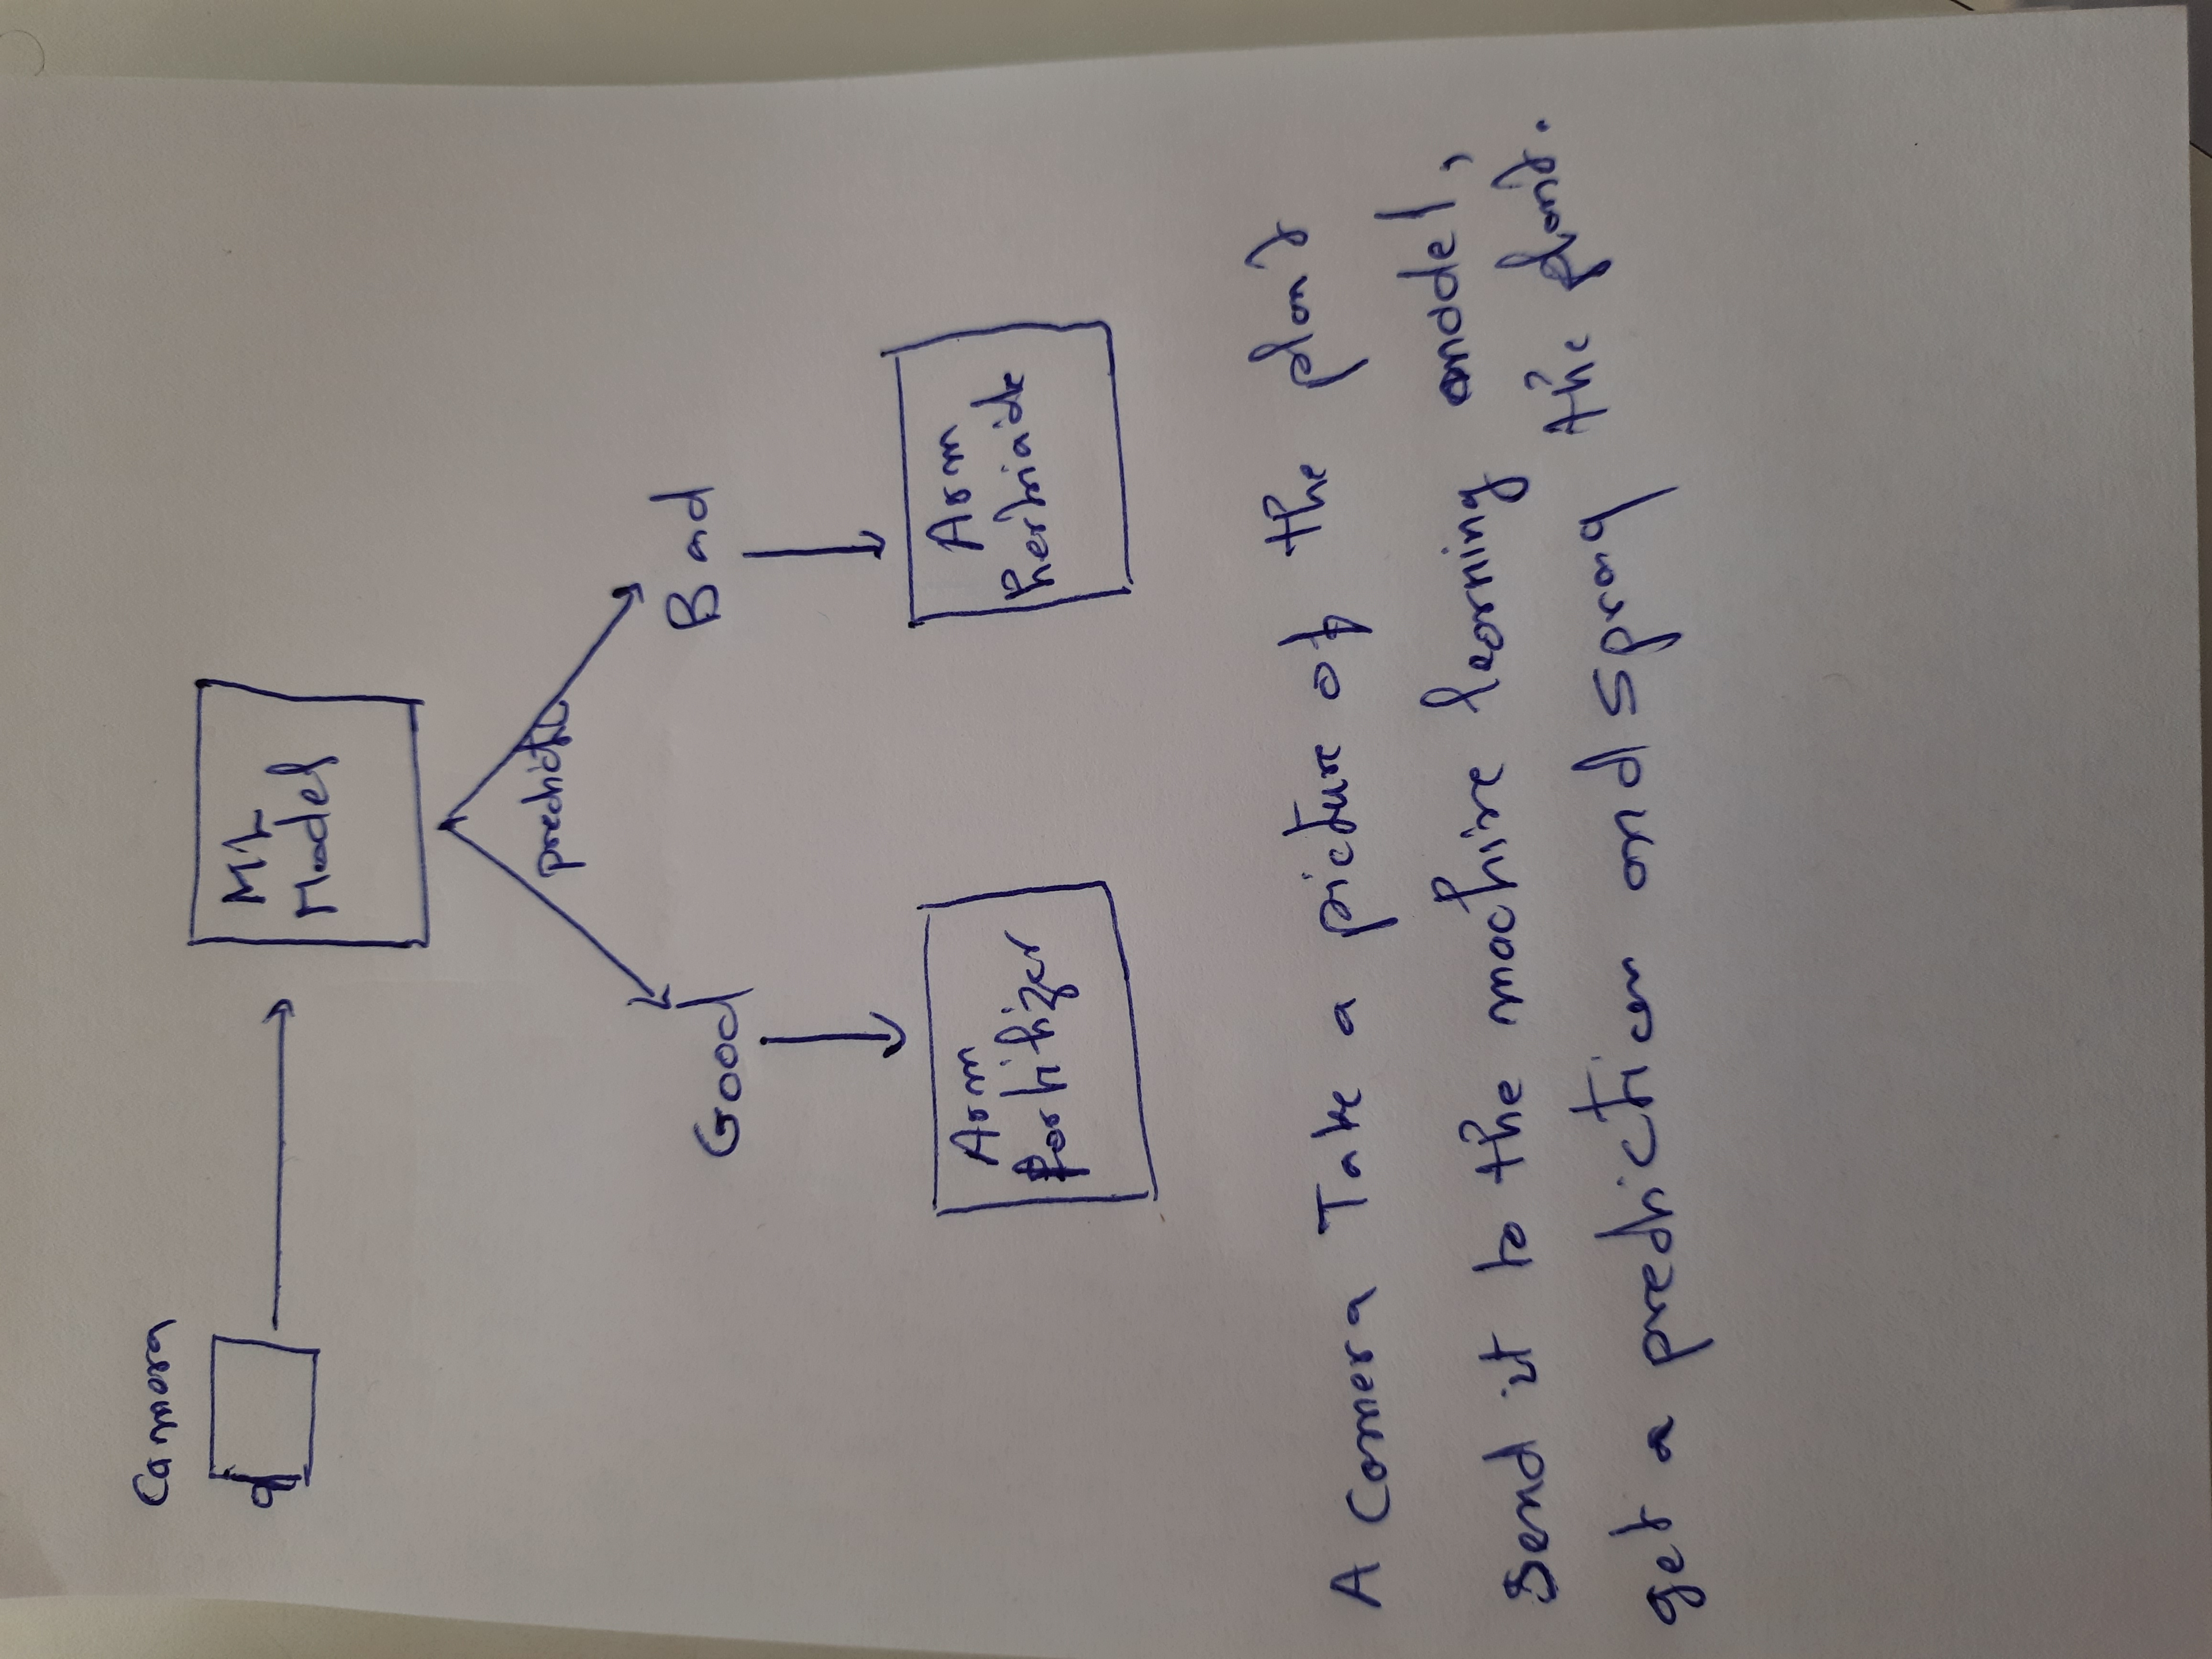 Camera
ML
Model
predict
Good
Bad
Arm
fertilizer
Arm
herbicide
A camera Take a picture of the plant
send it to the machine learning model,
get a prediction and spray the plant.